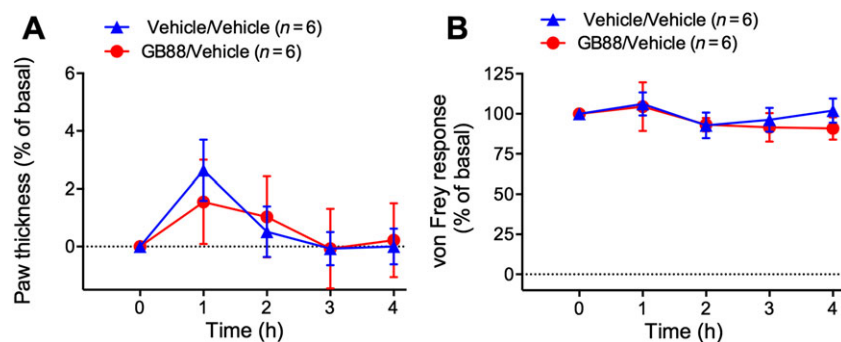 A
Vehicle/Vehicle (n=6)
GB88/Vehicle (n=6)
Paw thickness (% of basal)
6
4
2
0
0 1 2 3 4
Time (h)
B
Vehicle/Vehicle (n=6)
GB88/Vehicle (n=6)
von Frey response
(% of basal)
125
100
75
50
25
0
0 1 2 3 4
Time (h)